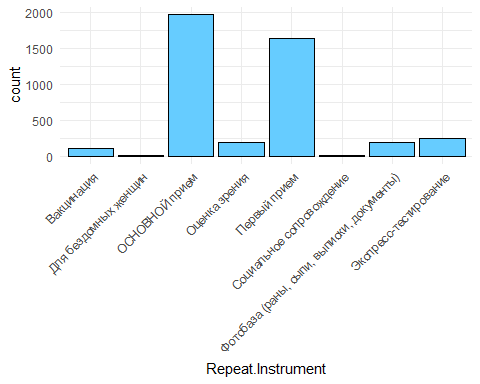 2000
1500
1000
500
0
count
Вакцинация
Для бездомных женщин
ОСНОВНОЙ прием
Оценка зрения
Первый прием
Социальное сопровождение
Фотобаза (раны, сыпи, выписки, документы)
Экспресс-тестирование
Repeat.Instrument